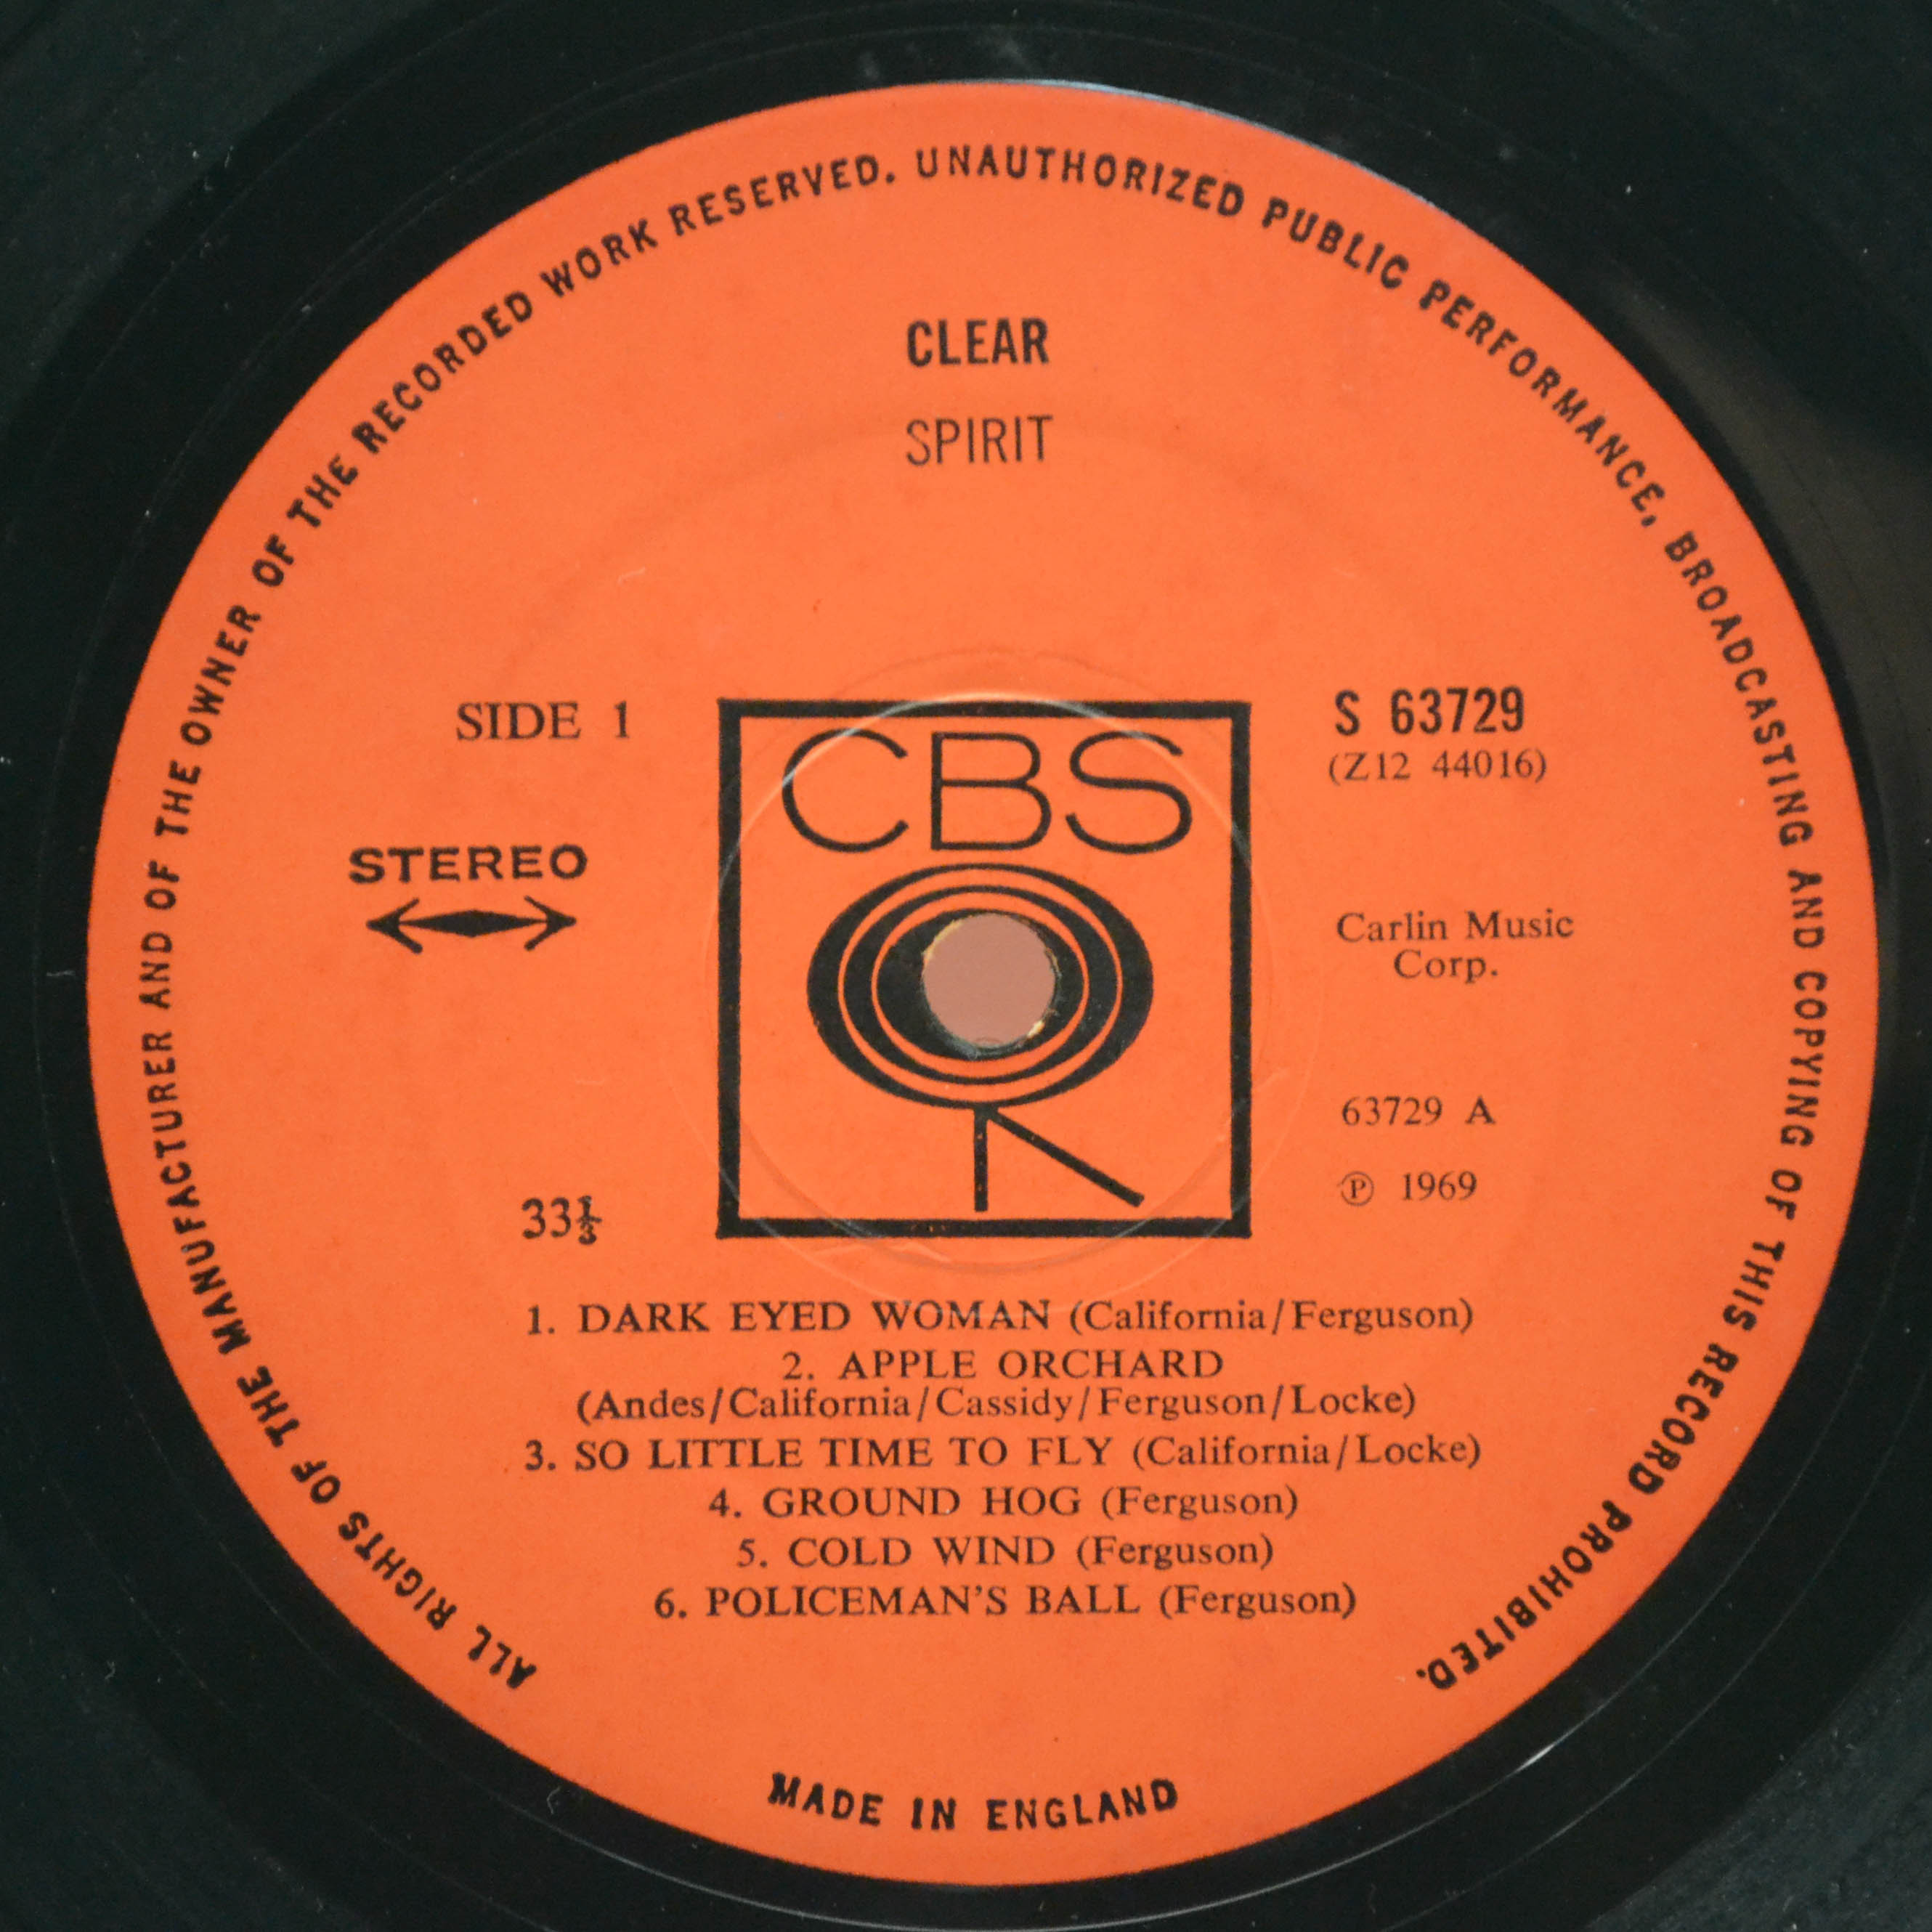 ALL RIGHTS OF THE MANUFACTURER AND OF THE OWNER OF THE RECORDED WORK RESERVED. UNAUTHORIZED PUBLIC PERFORMANCE, BROADCASTING AND COPYING OF THIS RECORD PROHIBITED.
CLEAR
SPIRIT
SIDE 1
STEREO
33⅓
CBS
S 63729
(Z12 44016)
Carlin Music
Corp.
63729 A
℗ 1969
1. DARK EYED WOMAN (California/Ferguson)
2. APPLE ORCHARD
(Andes/California/Cassidy/Ferguson/Locke)
3. SO LITTLE TIME TO FLY (California/Locke)
4. GROUND HOG (Ferguson)
5. COLD WIND (Ferguson)
6. POLICEMAN'S BALL (Ferguson)
MADE IN ENGLAND